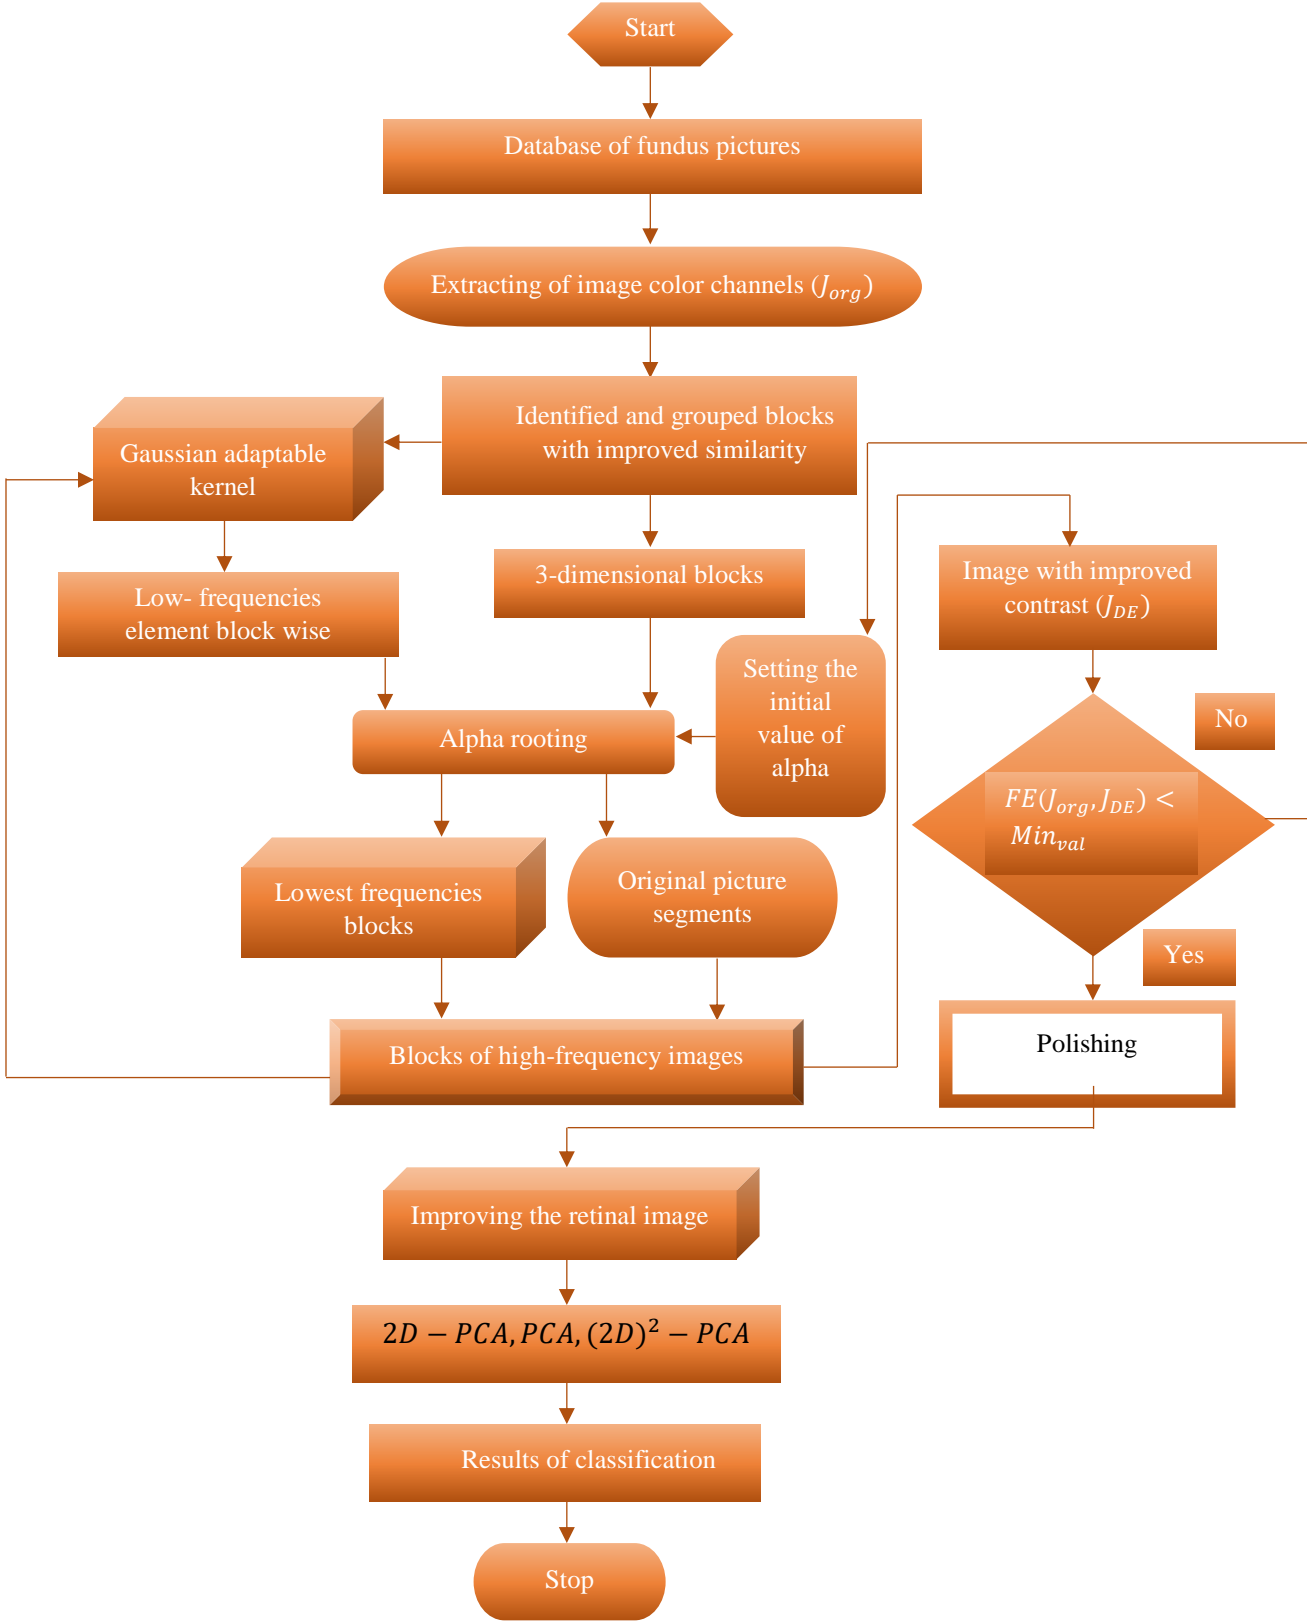 Start
Database of fundus pictures
Extracting of image color channels (J_org)
Identified and grouped blocks
with improved similarity
Gaussian adaptable
kernel
3-dimensional blocks
Low- frequencies
element block wise
Image with improved
contrast (J_DE)
Setting the
initial
value of
alpha
Alpha rooting
No
FE(J_org, J_DE) <
Min_val
Lowest frequencies
blocks
Original picture
segments
Yes
Blocks of high-frequency images
Polishing
Improving the retinal image
2D − PCA, PCA, (2D)² − PCA
Results of classification
Stop